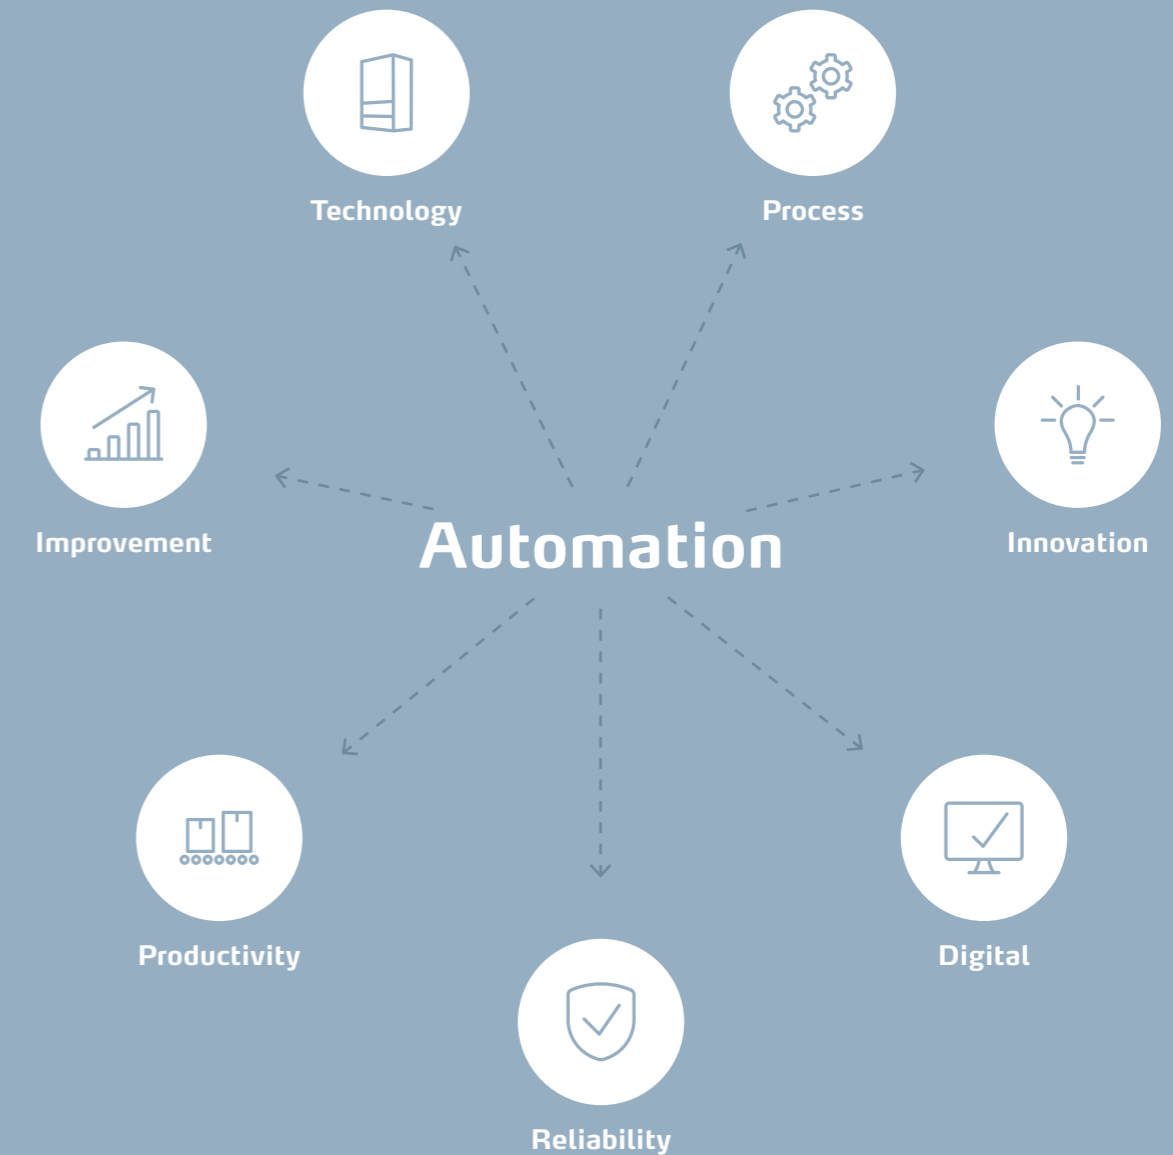 Technology
Process
Improvement
Innovation
Automation
Productivity
Digital
Reliability